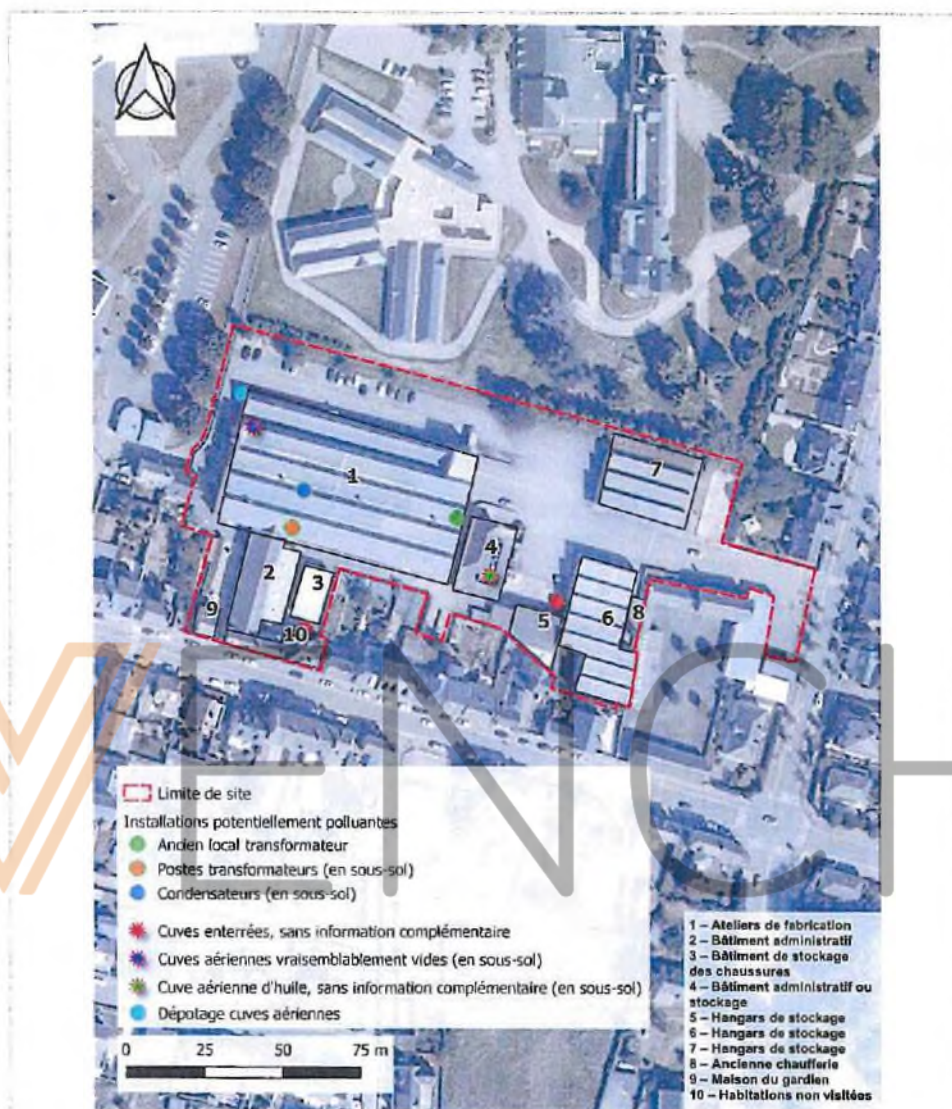 1
2
3
4
5
6
7
8
9
10
Limite de site
Installations potentiellement polluantes
Ancien local transformateur
Postes transformateurs (en sous-sol)
Condensateurs (en sous-sol)
Cuves enterrées, sans information complémentaire
Cuves aériennes vraisemblablement vides (en sous-sol)
Cuve aérienne d'huile, sans information complémentaire (en sous-sol)
Dépotage cuves aériennes
0 25 50 75 m
1 – Ateliers de fabrication
2 – Bâtiment administratif
3 – Bâtiment de stockage
des chaussures
4 – Bâtiment administratif ou
stockage
5 – Hangars de stockage
6 – Hangars de stockage
7 – Hangars de stockage
8 – Ancienne chaufferie
9 – Maison du gardien
10 – Habitations non visitées